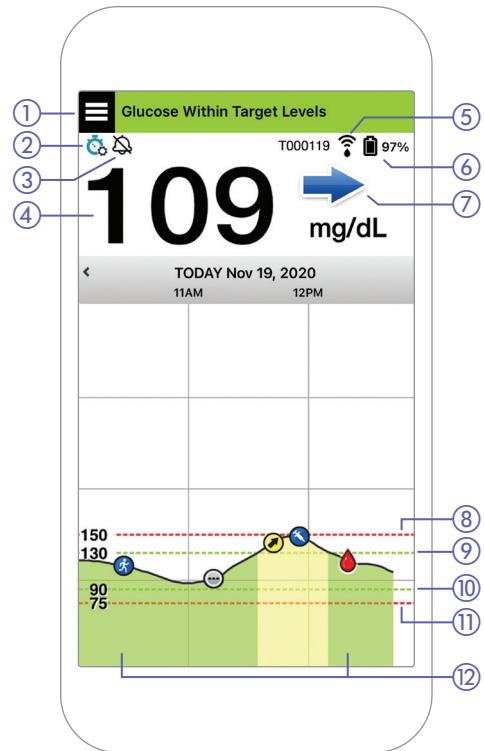 ① Glucose Within Target Levels ⑤
② T000119 97% ⑥
③
④ 109 mg/dL ⑦
TODAY Nov 19, 2020
11AM 12PM
150 ⑧
130 ⑨
90 ⑩
75 ⑪
⑫